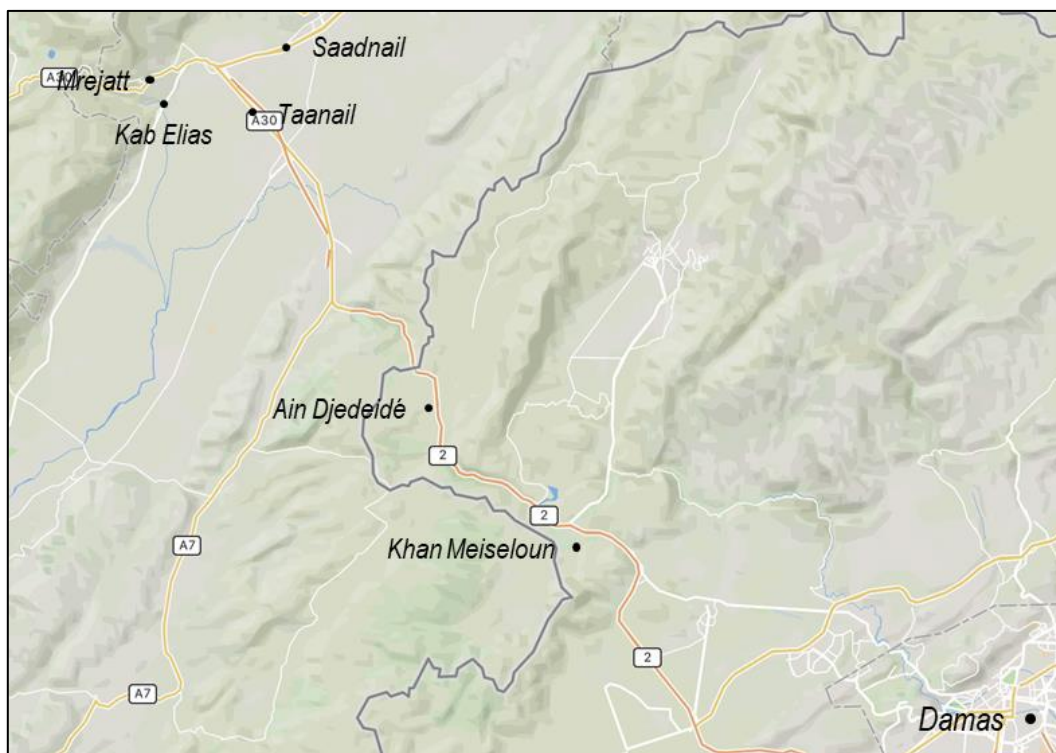 Saadnail
A30
Mrejatt
Kab Elias
A30
Taanail
Ain Djedeidé
2
2
A7
Khan Meiseloun
2
A7
Damas